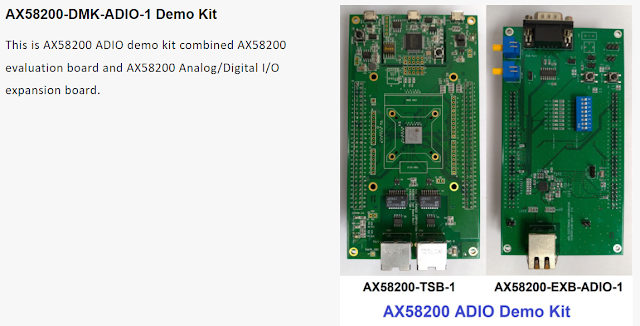 AX58200-DMK-ADIO-1 Demo Kit
This is AX58200 ADIO demo kit combined AX58200
evaluation board and AX58200 Analog/Digital I/O
expansion board.
AX58200-TSB-1
AX58200-EXB-ADIO-1
AX58200 ADIO Demo Kit